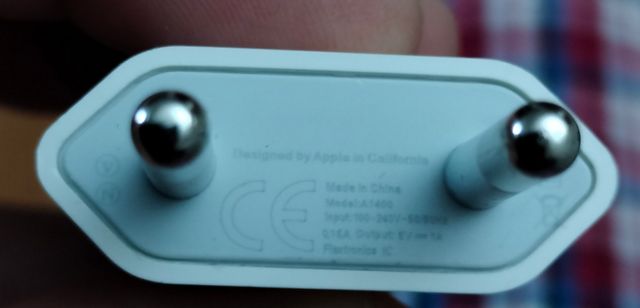 Designed by Apple in California
CE
Made in China
Model:A1400
Input:100-240V~50/60Hz
0.15A Output: 5V⎓1A
Flextronics IC